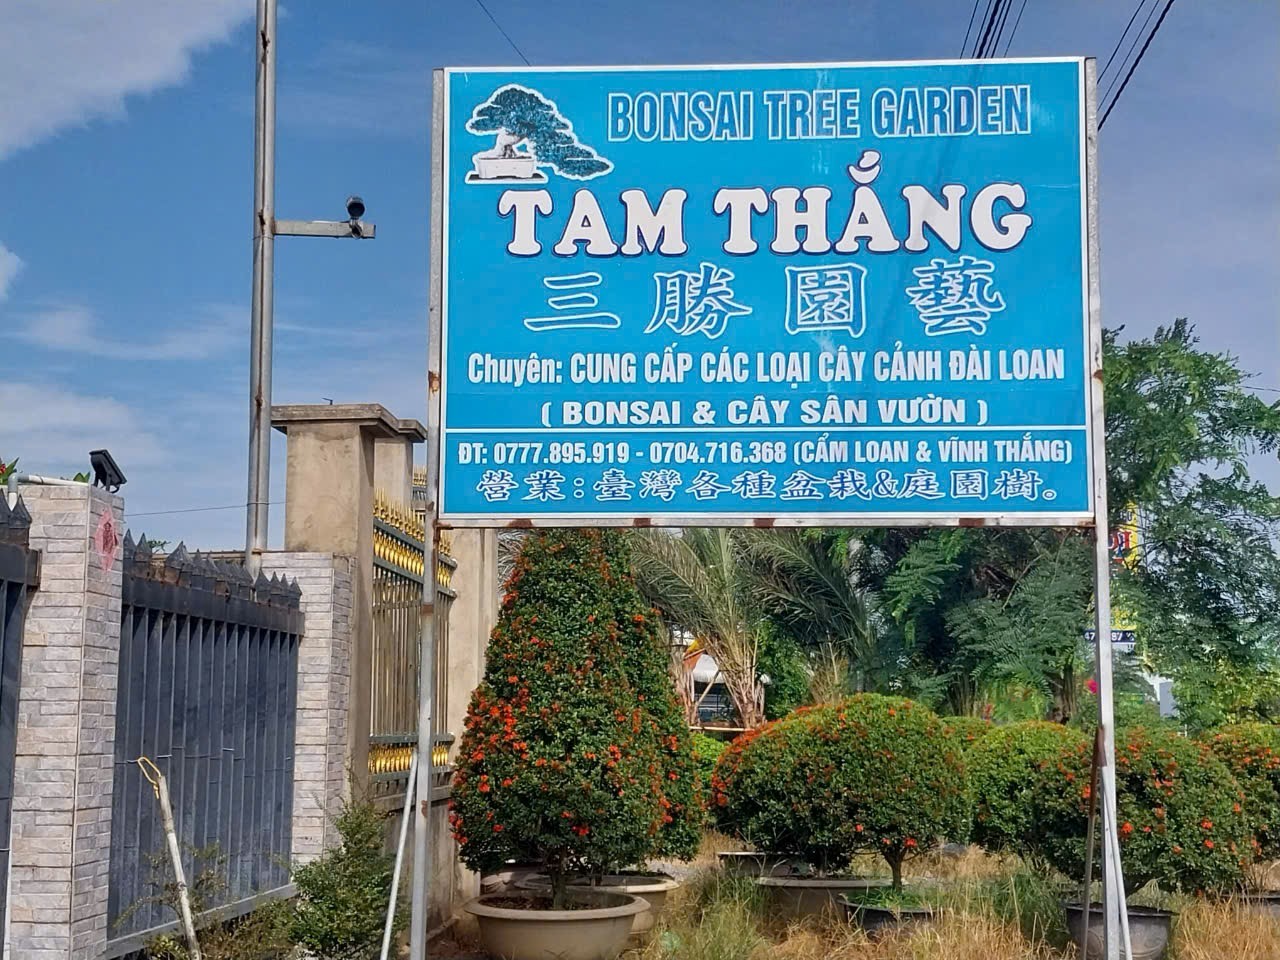 BONSAI TREE GARDEN
TAM THẮNG
三勝園藝
Chuyên: CUNG CẤP CÁC LOẠI CÂY CẢNH ĐÀI LOAN
( BONSAI & CÂY SÂN VƯỜN )
ĐT: 0777.895.919 - 0704.716.368 (CẨM LOAN & VĨNH THẮNG)
營業:臺灣各種盆栽&庭園樹。